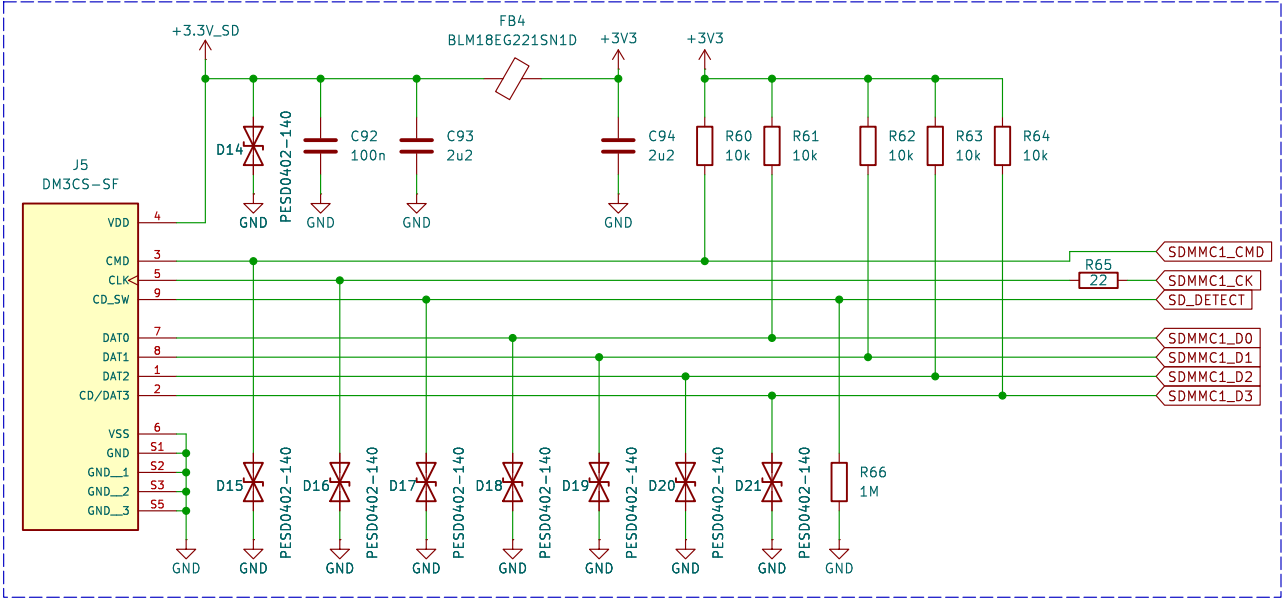 +3.3V_SD
FB4
BLM18EG221SN1D
+3V3
+3V3
D14
PESD0402-140
C92
100n
C93
2u2
C94
2u2
R60
10k
R61
10k
R62
10k
R63
10k
R64
10k
GND
GND
GND
GND
J5
DM3CS-SF
VDD 4
CMD 3
CLK 5
CD_SW 9
DAT0 7
DAT1 8
DAT2 1
CD/DAT3 2
VSS 6
GND S1
GND__1 S2
GND__2 S3
GND__3 S5
SDMMC1_CMD
R65
22
SDMMC1_CK
SD_DETECT
SDMMC1_D0
SDMMC1_D1
SDMMC1_D2
SDMMC1_D3
D15
PESD0402-140
D16
PESD0402-140
D17
PESD0402-140
D18
PESD0402-140
D19
PESD0402-140
D20
PESD0402-140
D21
PESD0402-140
R66
1M
GND
GND
GND
GND
GND
GND
GND
GND
GND